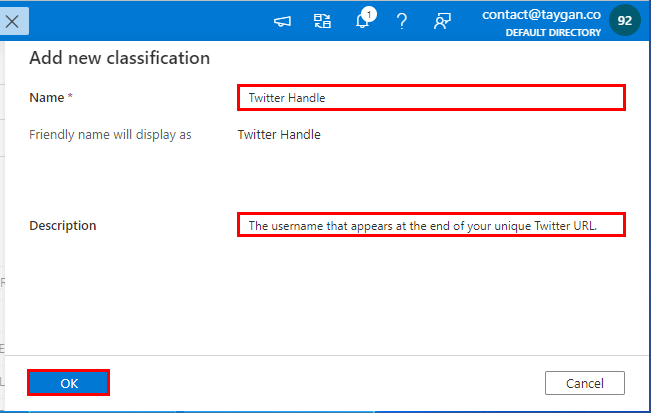 contact@taygan.co
DEFAULT DIRECTORY
92
1
Add new classification
Name *
Twitter Handle
Friendly name will display as
Twitter Handle
Description
The username that appears at the end of your unique Twitter URL.
OK
Cancel